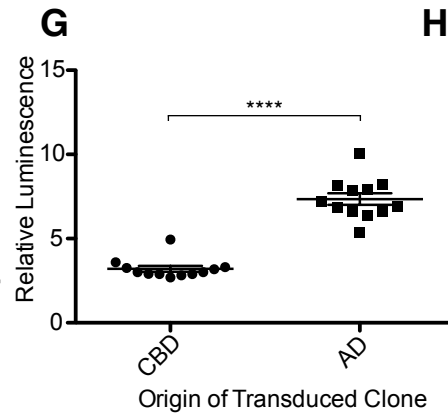 G
H
Relative Luminescence
15
10
5
0
****
CBD
AD
Origin of Transduced Clone